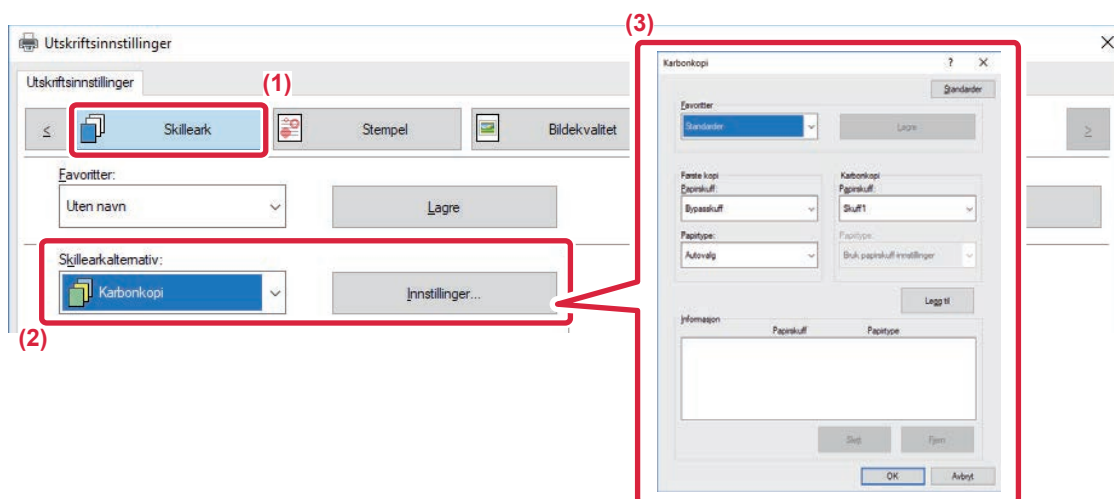 (3)
Utskriftsinnstillinger
Utskriftsinnstillinger
(1)
< Skilleark Stempel Bildekvalitet >
Favoritter:
Uten navn Lagre
Skillearkalternativ:
Karbonkopi Innstillinger...
(2)
Karbonkopi ? X
Standarder
Favoritter
Standarder Lagre
Første kopi Karbonkopi
Papirskuff: Papirskuff:
Bypasskuff Skuff1
Papirtype: Papirtype:
Autovalg Bruk papirskuff-innstillinger
Legg til
Informasjon
Papirskuff Papirtype
Slett Fjern
OK Avbryt